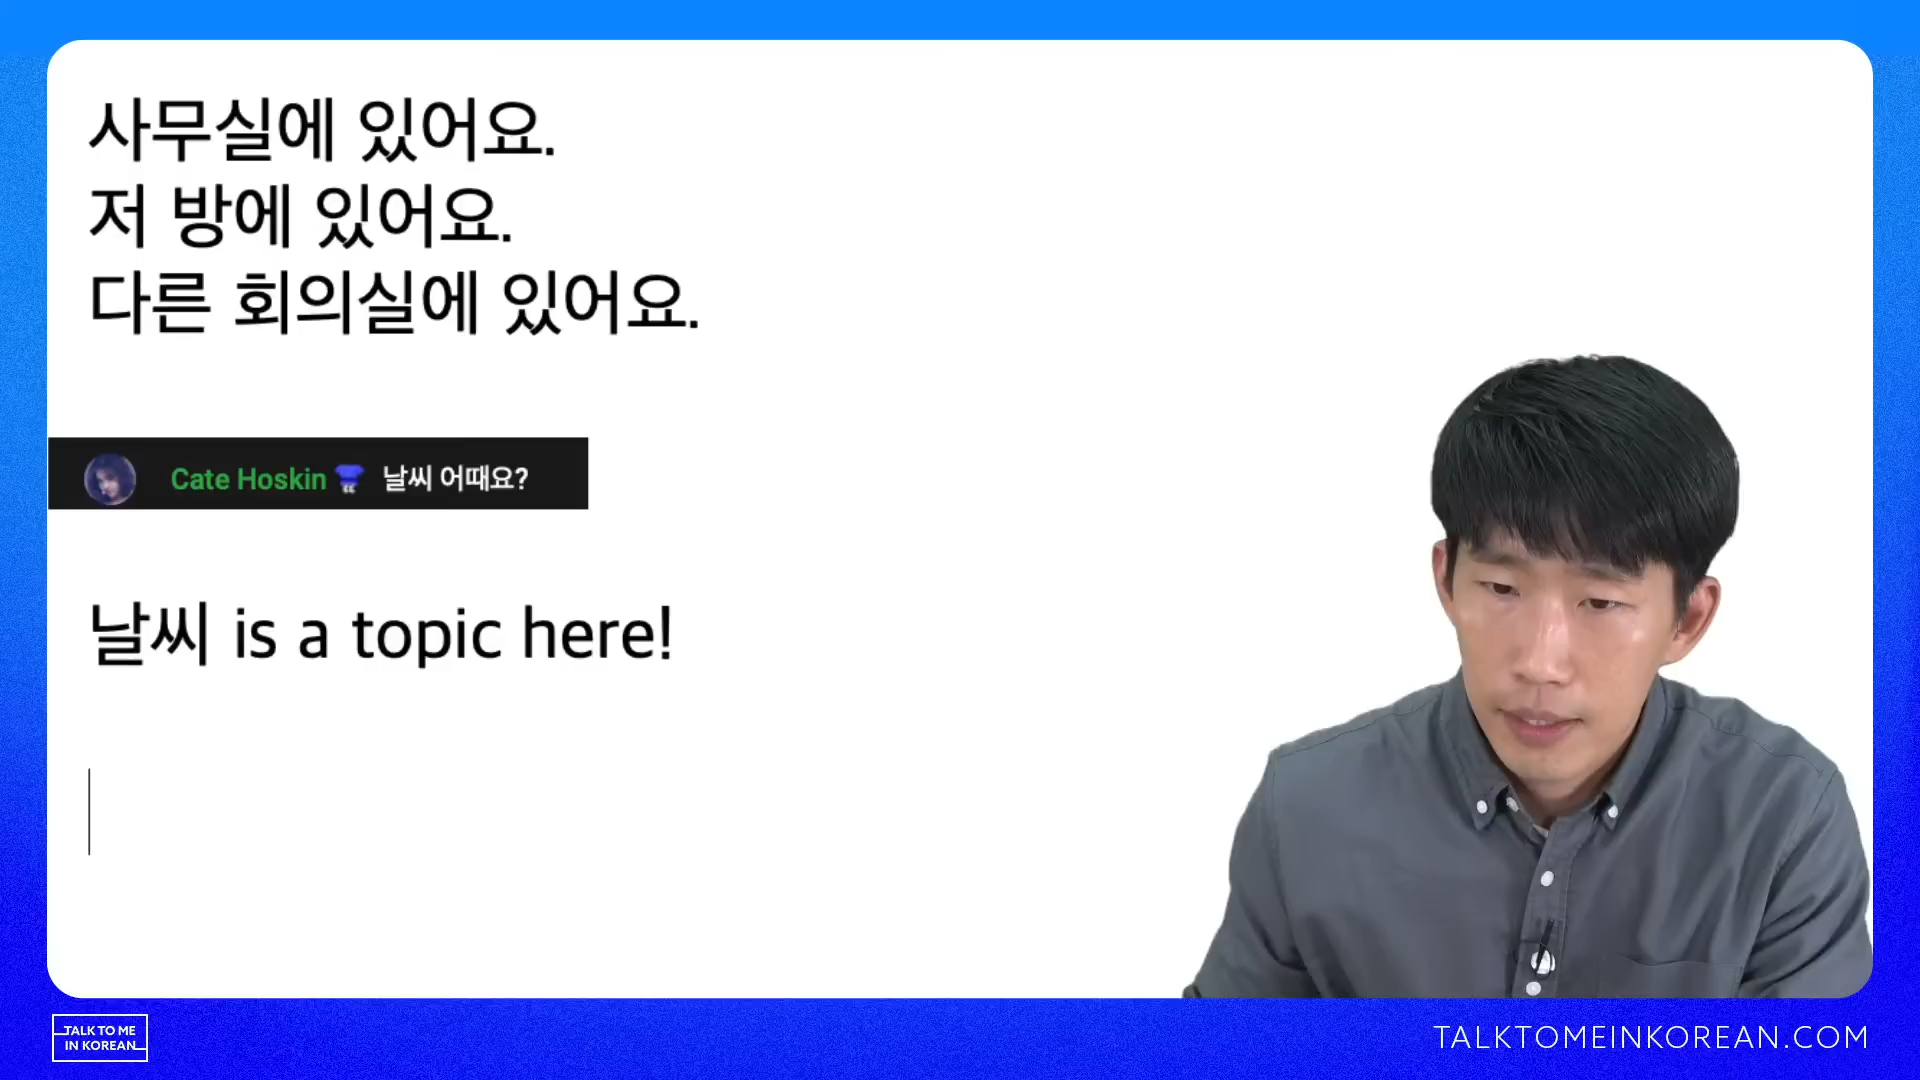 사무실에 있어요.
저 방에 있어요.
다른 회의실에 있어요.
Cate Hoskin 날씨 어때요?
날씨 is a topic here!
TALK TO ME
IN KOREAN
TALKTOMEINKOREAN.COM